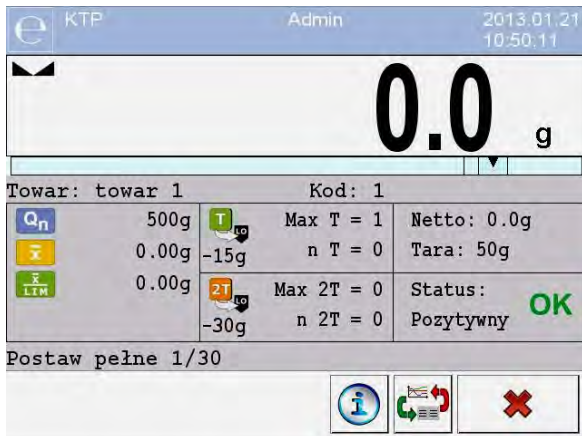 e KTP Admin 2013.01.21
10:50:11
0.0 g
Towar: towar 1 Kod: 1
Qn 500g T LO Max T = 1 Netto: 0.0g
x̅ 0.00g -15g n T = 0 Tara: 50g
x̅ LIM 0.00g 2T LO Max 2T = 0 Status: OK
-30g n 2T = 0 Pozytywny
Postaw pełne 1/30
i